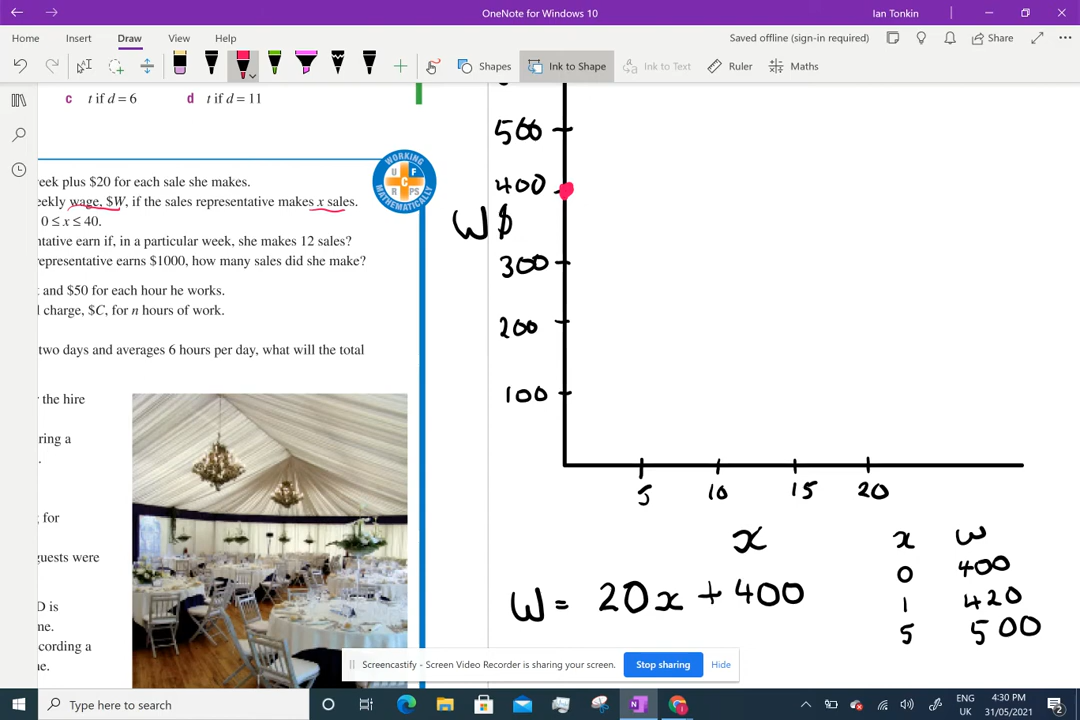 OneNote for Windows 10
Ian Tonkin
Home Insert Draw View Help
Saved offline (sign-in required)
Share
Shapes
Ink to Shape
Ink to Text
Ruler
Maths
c t if d = 6 d t if d = 11
WORKING
U F
C
R PS
MATHEMATICALLY
eek plus $20 for each sale she makes.
eekly wage, $W, if the sales representative makes x sales.
0 ≤ x ≤ 40.
ntative earn if, in a particular week, she makes 12 sales?
representative earns $1000, how many sales did she make?
t and $50 for each hour he works.
l charge, $C, for n hours of work.
two days and averages 6 hours per day, what will the total
the hire
ring a
for
guests were
D is
me.
cording a
ne.
500
400
W $
300
200
100
5 10 15 20
x
W = 20x + 400
x w
0 400
1 420
5 500
Screencastify - Screen Video Recorder is sharing your screen.
Stop sharing
Hide
Type here to search
ENG
UK
4:30 PM
31/05/2021
2